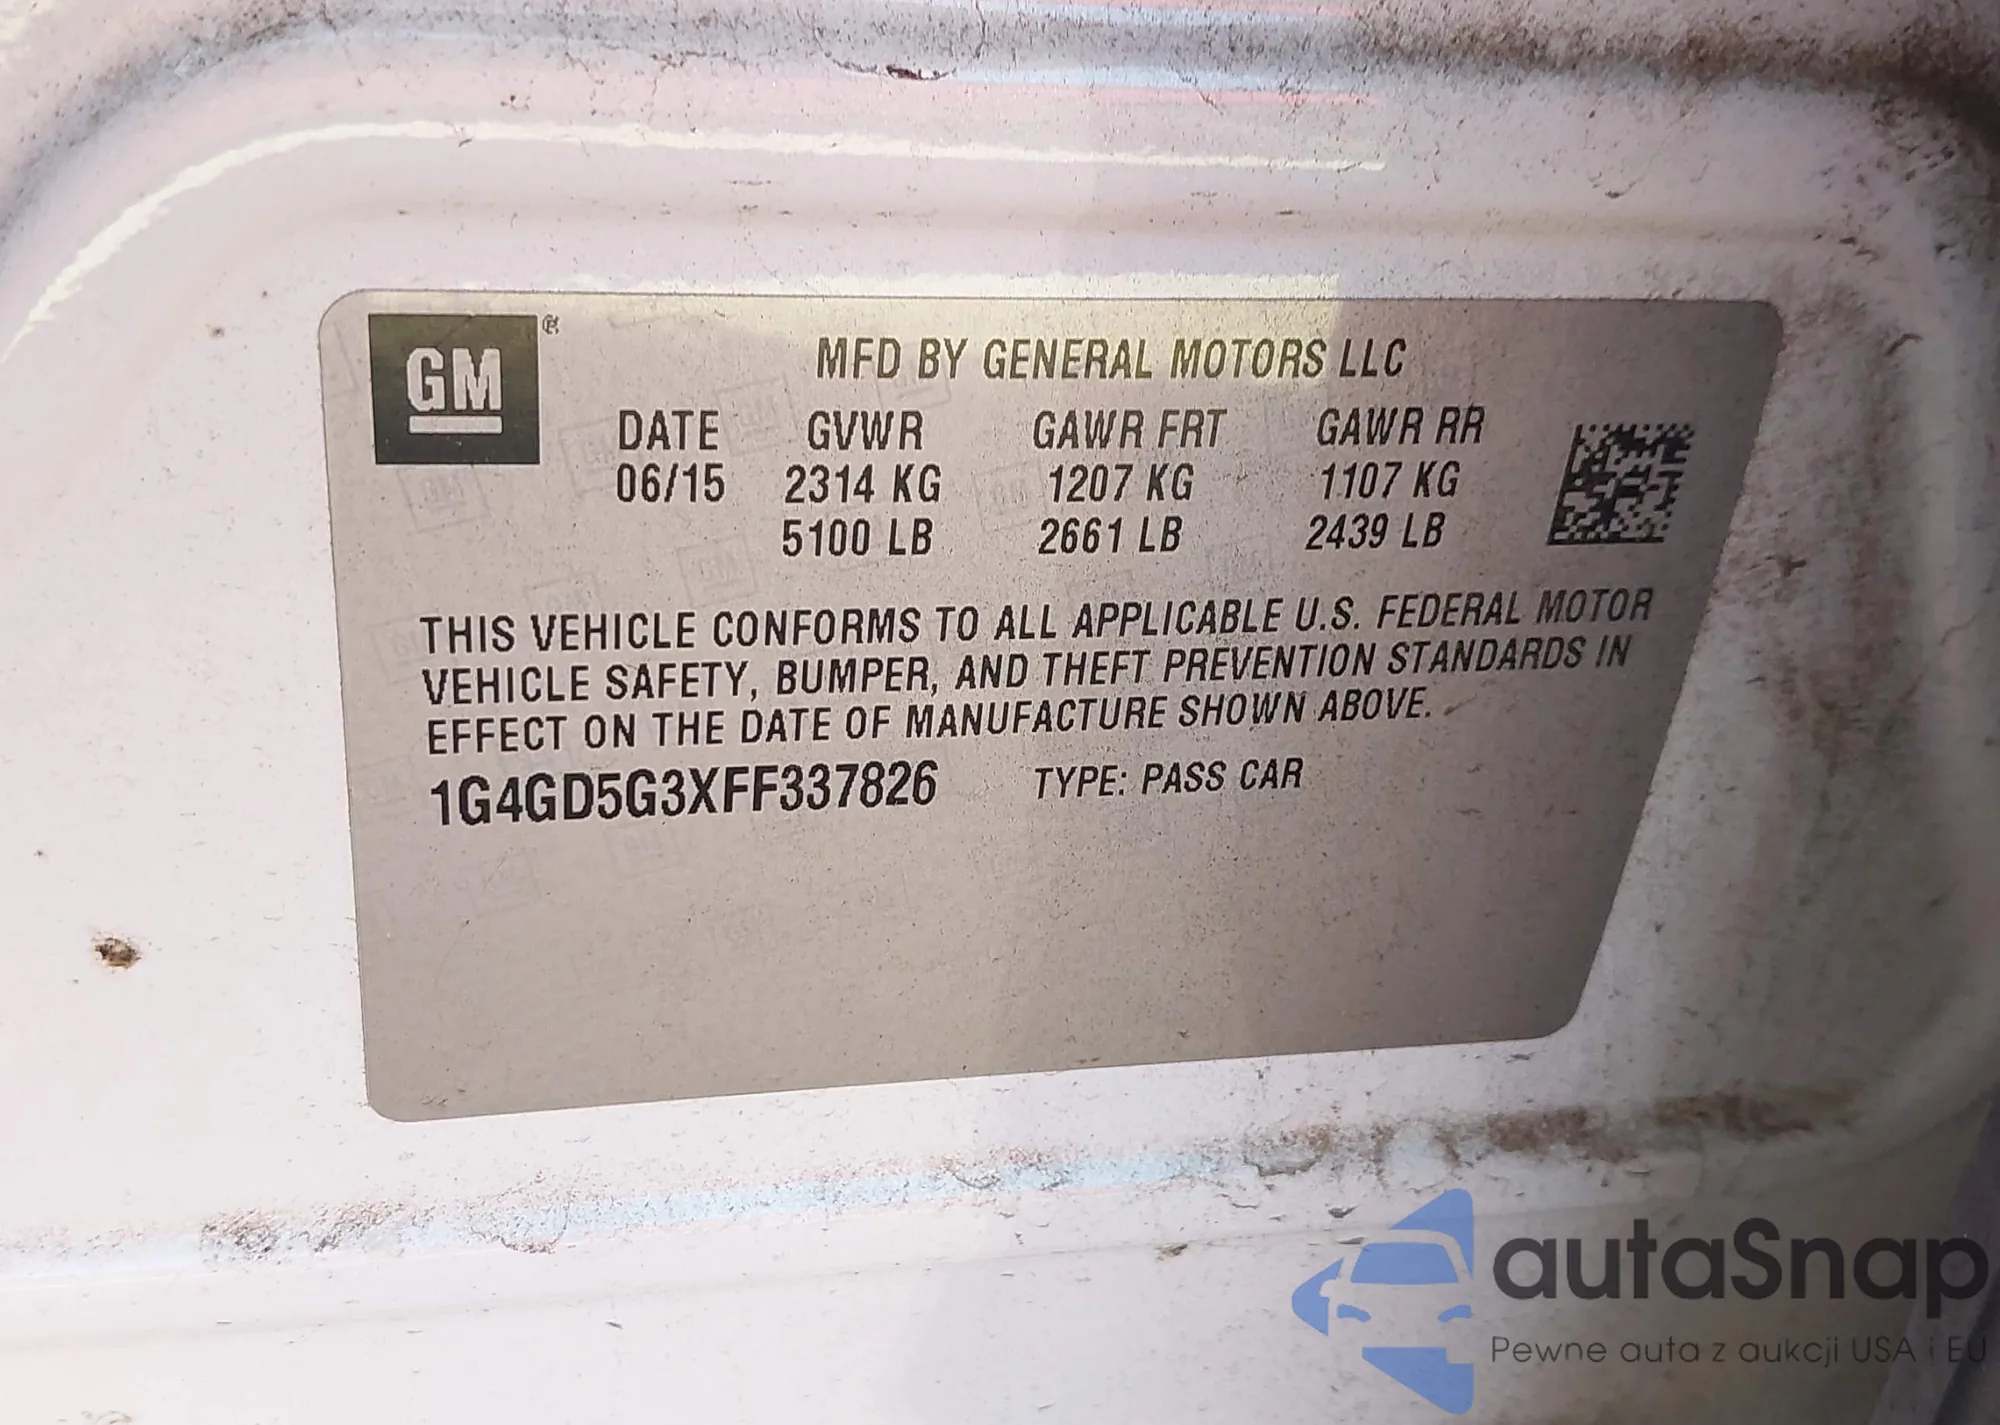 GM®
MFD BY GENERAL MOTORS LLC
DATE GVWR GAWR FRT GAWR RR
06/15 2314 KG 1207 KG 1107 KG
5100 LB 2661 LB 2439 LB
THIS VEHICLE CONFORMS TO ALL APPLICABLE U.S. FEDERAL MOTOR
VEHICLE SAFETY, BUMPER, AND THEFT PREVENTION STANDARDS IN
EFFECT ON THE DATE OF MANUFACTURE SHOWN ABOVE.
1G4GD5G3XFF337826 TYPE: PASS CAR
autaSnap
Pewne auta z aukcji USA i EU